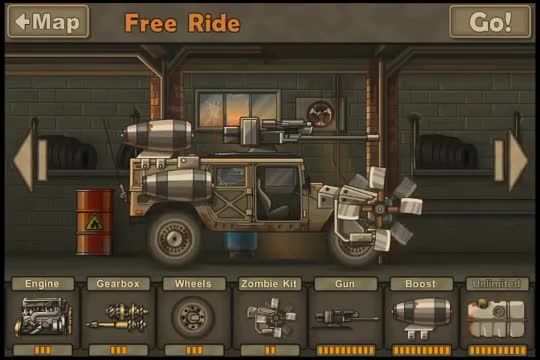 Map
Free Ride
Go!
Engine
Gearbox
Wheels
Zombie Kit
Gun
Boost
Unlimited